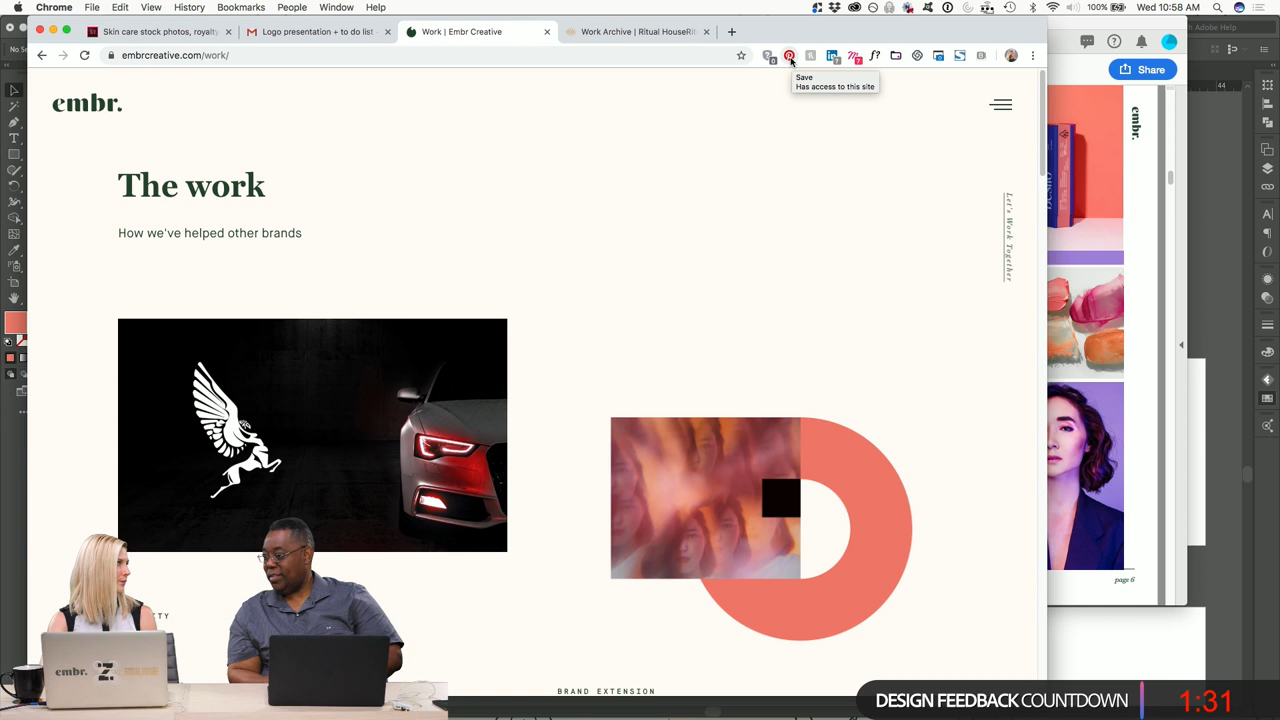 Chrome File Edit View History Bookmarks People Window Help
100% Wed 10:58 AM
Skin care stock photos, royalty
Logo presentation + to do list
Work | Embr Creative
Work Archive | Ritual HouseRit
embrcreative.com/work/
Save
Has access to this site
Share
44
embr.
embr.
The work
How we've helped other brands
Let's Work Together
page 6
BRAND EXTENSION
embr.
DESIGN FEEDBACK COUNTDOWN
1:31